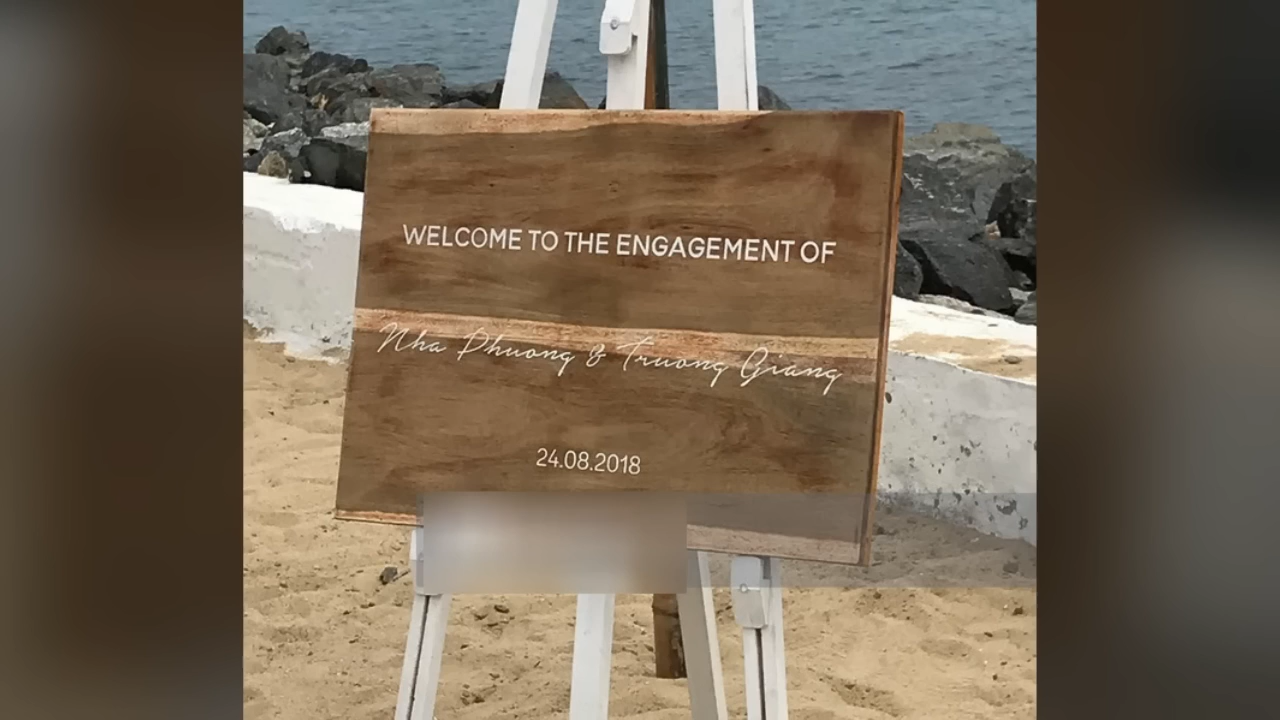 WELCOME TO THE ENGAGEMENT OF
Nha Phuong & Truong Giang
24.08.2018